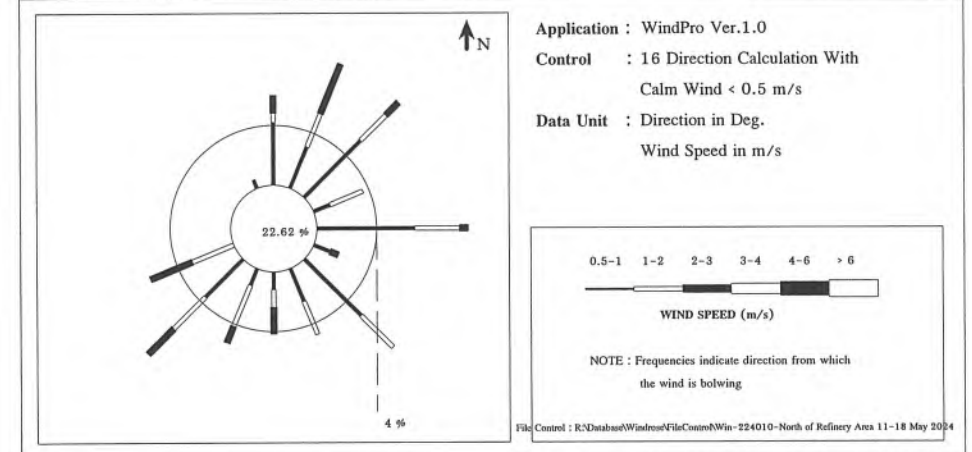 N
22.62 %
4 %
Application : WindPro Ver.1.0
Control : 16 Direction Calculation With
Calm Wind < 0.5 m/s
Data Unit : Direction in Deg.
Wind Speed in m/s
0.5-1 1-2 2-3 3-4 4-6 > 6
WIND SPEED (m/s)
NOTE : Frequencies indicate direction from which
the wind is bolwing
File Control : R:\Database\Windrose\FileControl\Win-224010-North of Refinery Area 11-18 May 2024